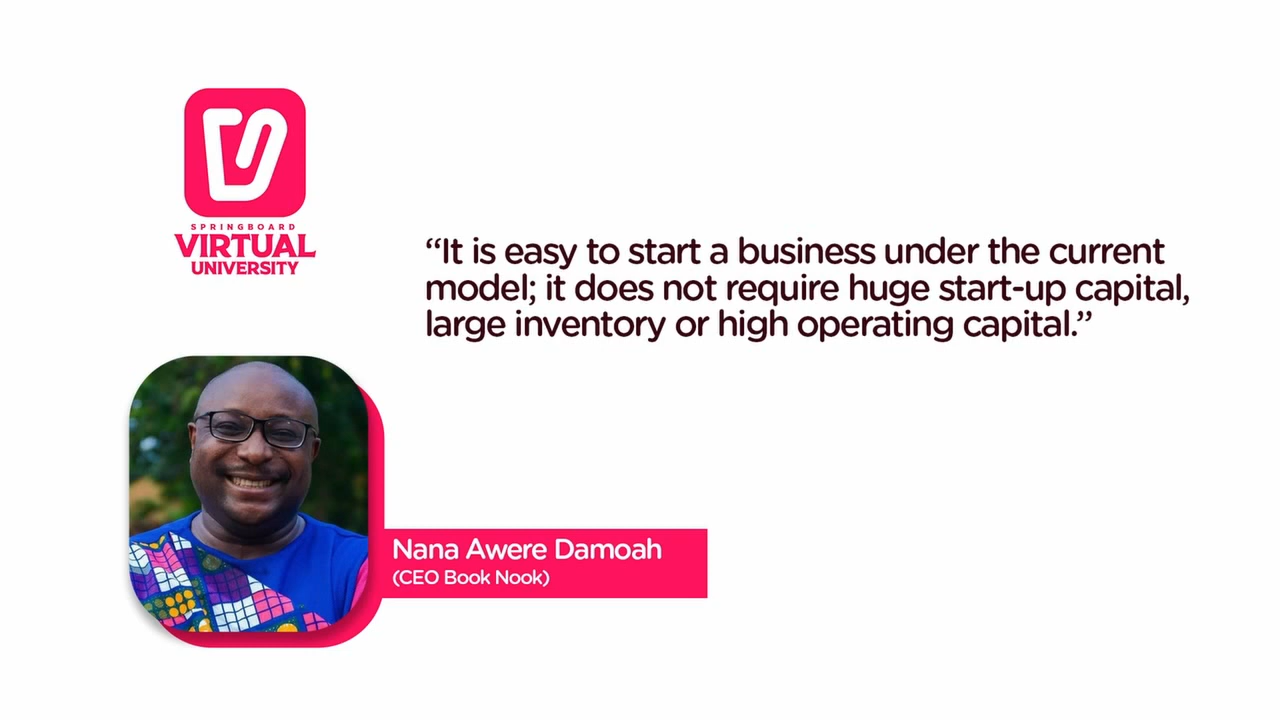 SPRINGBOARD
VIRTUAL
UNIVERSITY
“It is easy to start a business under the current
model; it does not require huge start-up capital,
large inventory or high operating capital.”
Nana Awere Damoah
(CEO Book Nook)